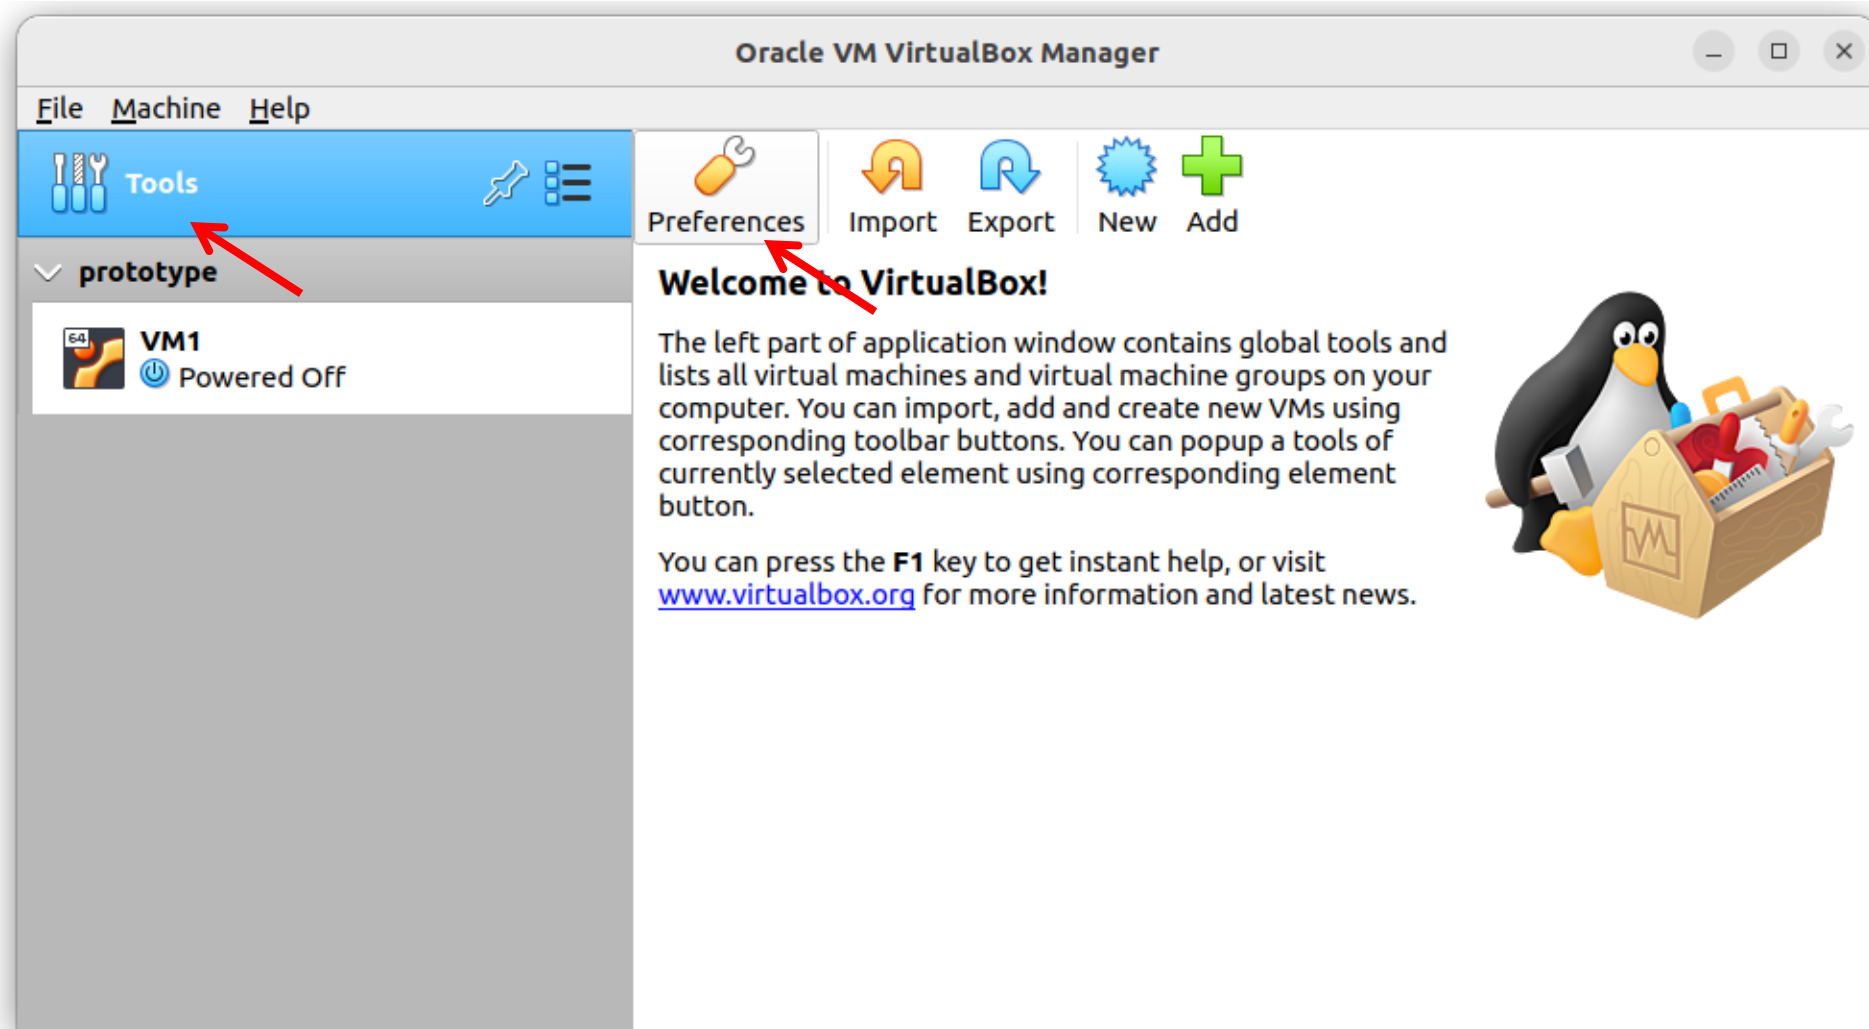 Oracle VM VirtualBox Manager
File Machine Help
Tools
Preferences Import Export New Add
prototype
64
VM1
Powered Off
Welcome to VirtualBox!
The left part of application window contains global tools and
lists all virtual machines and virtual machine groups on your
computer. You can import, add and create new VMs using
corresponding toolbar buttons. You can popup a tools of
currently selected element using corresponding element
button.
You can press the F1 key to get instant help, or visit
www.virtualbox.org for more information and latest news.